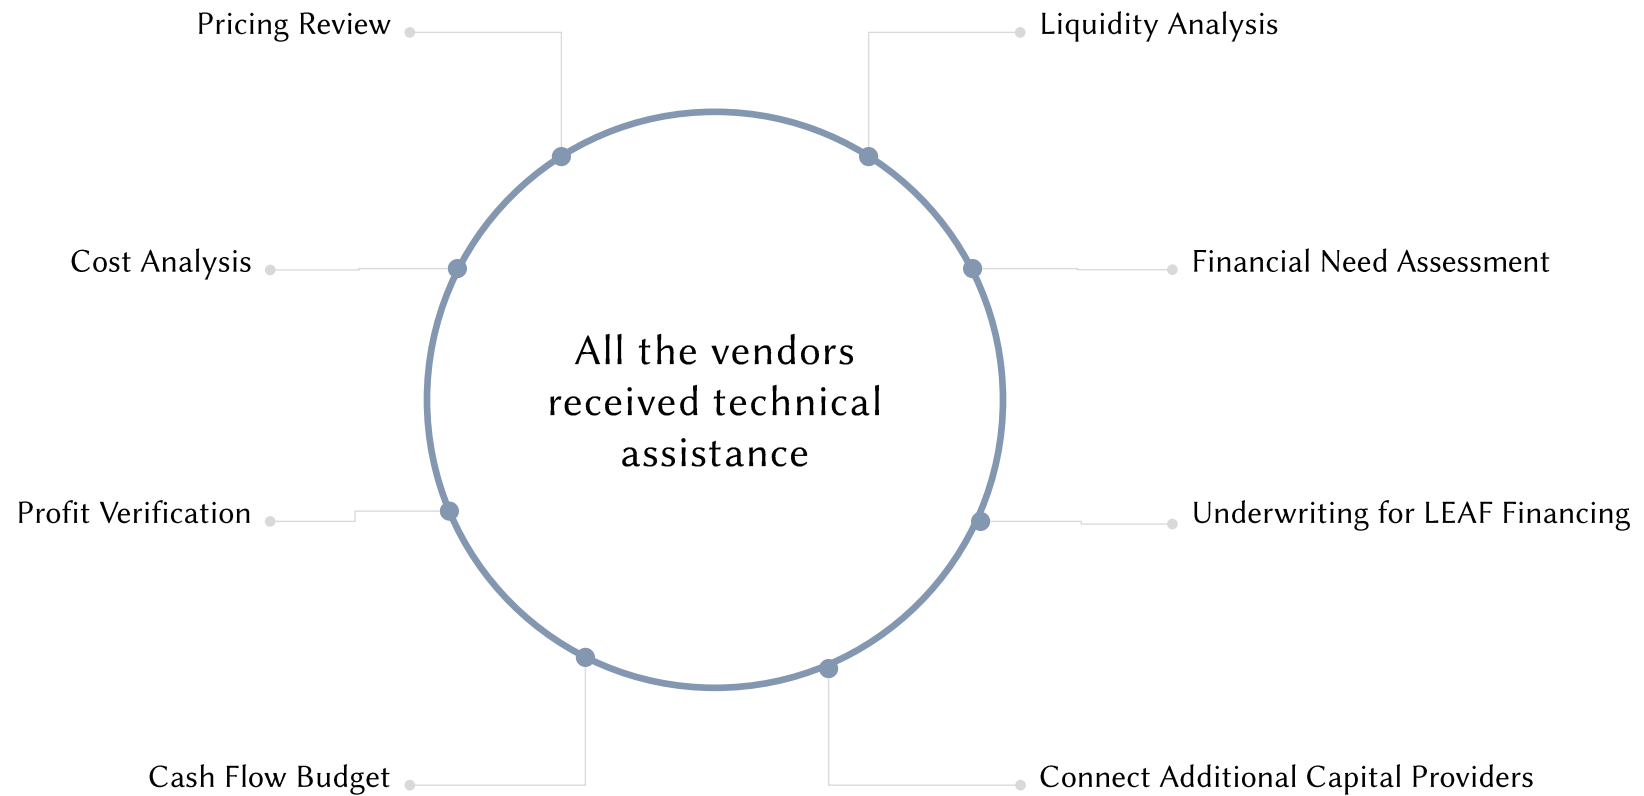 Pricing Review
Liquidity Analysis
Cost Analysis
Financial Need Assessment
All the vendors
received technical
assistance
Profit Verification
Underwriting for LEAF Financing
Cash Flow Budget
Connect Additional Capital Providers